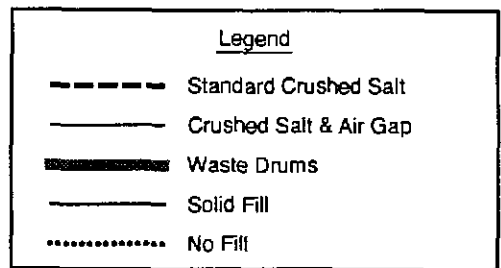 Legend
Standard Crushed Salt
Crushed Salt & Air Gap
Waste Drums
Solid Fill
No Fill